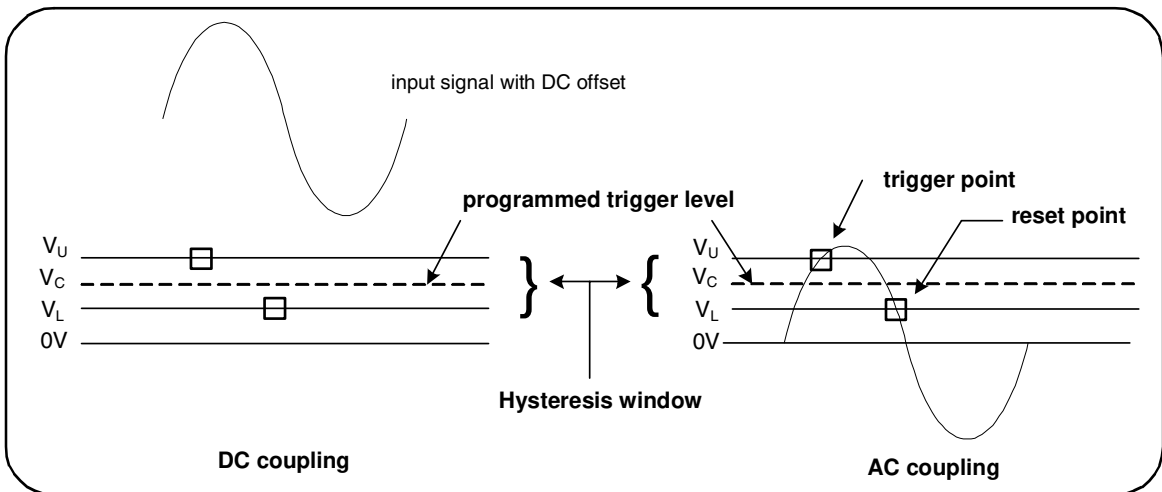 input signal with DC offset
programmed trigger level
trigger point
reset point
VU
VC
VL
0V
}
{
VU
VC
VL
0V
Hysteresis window
DC coupling
AC coupling